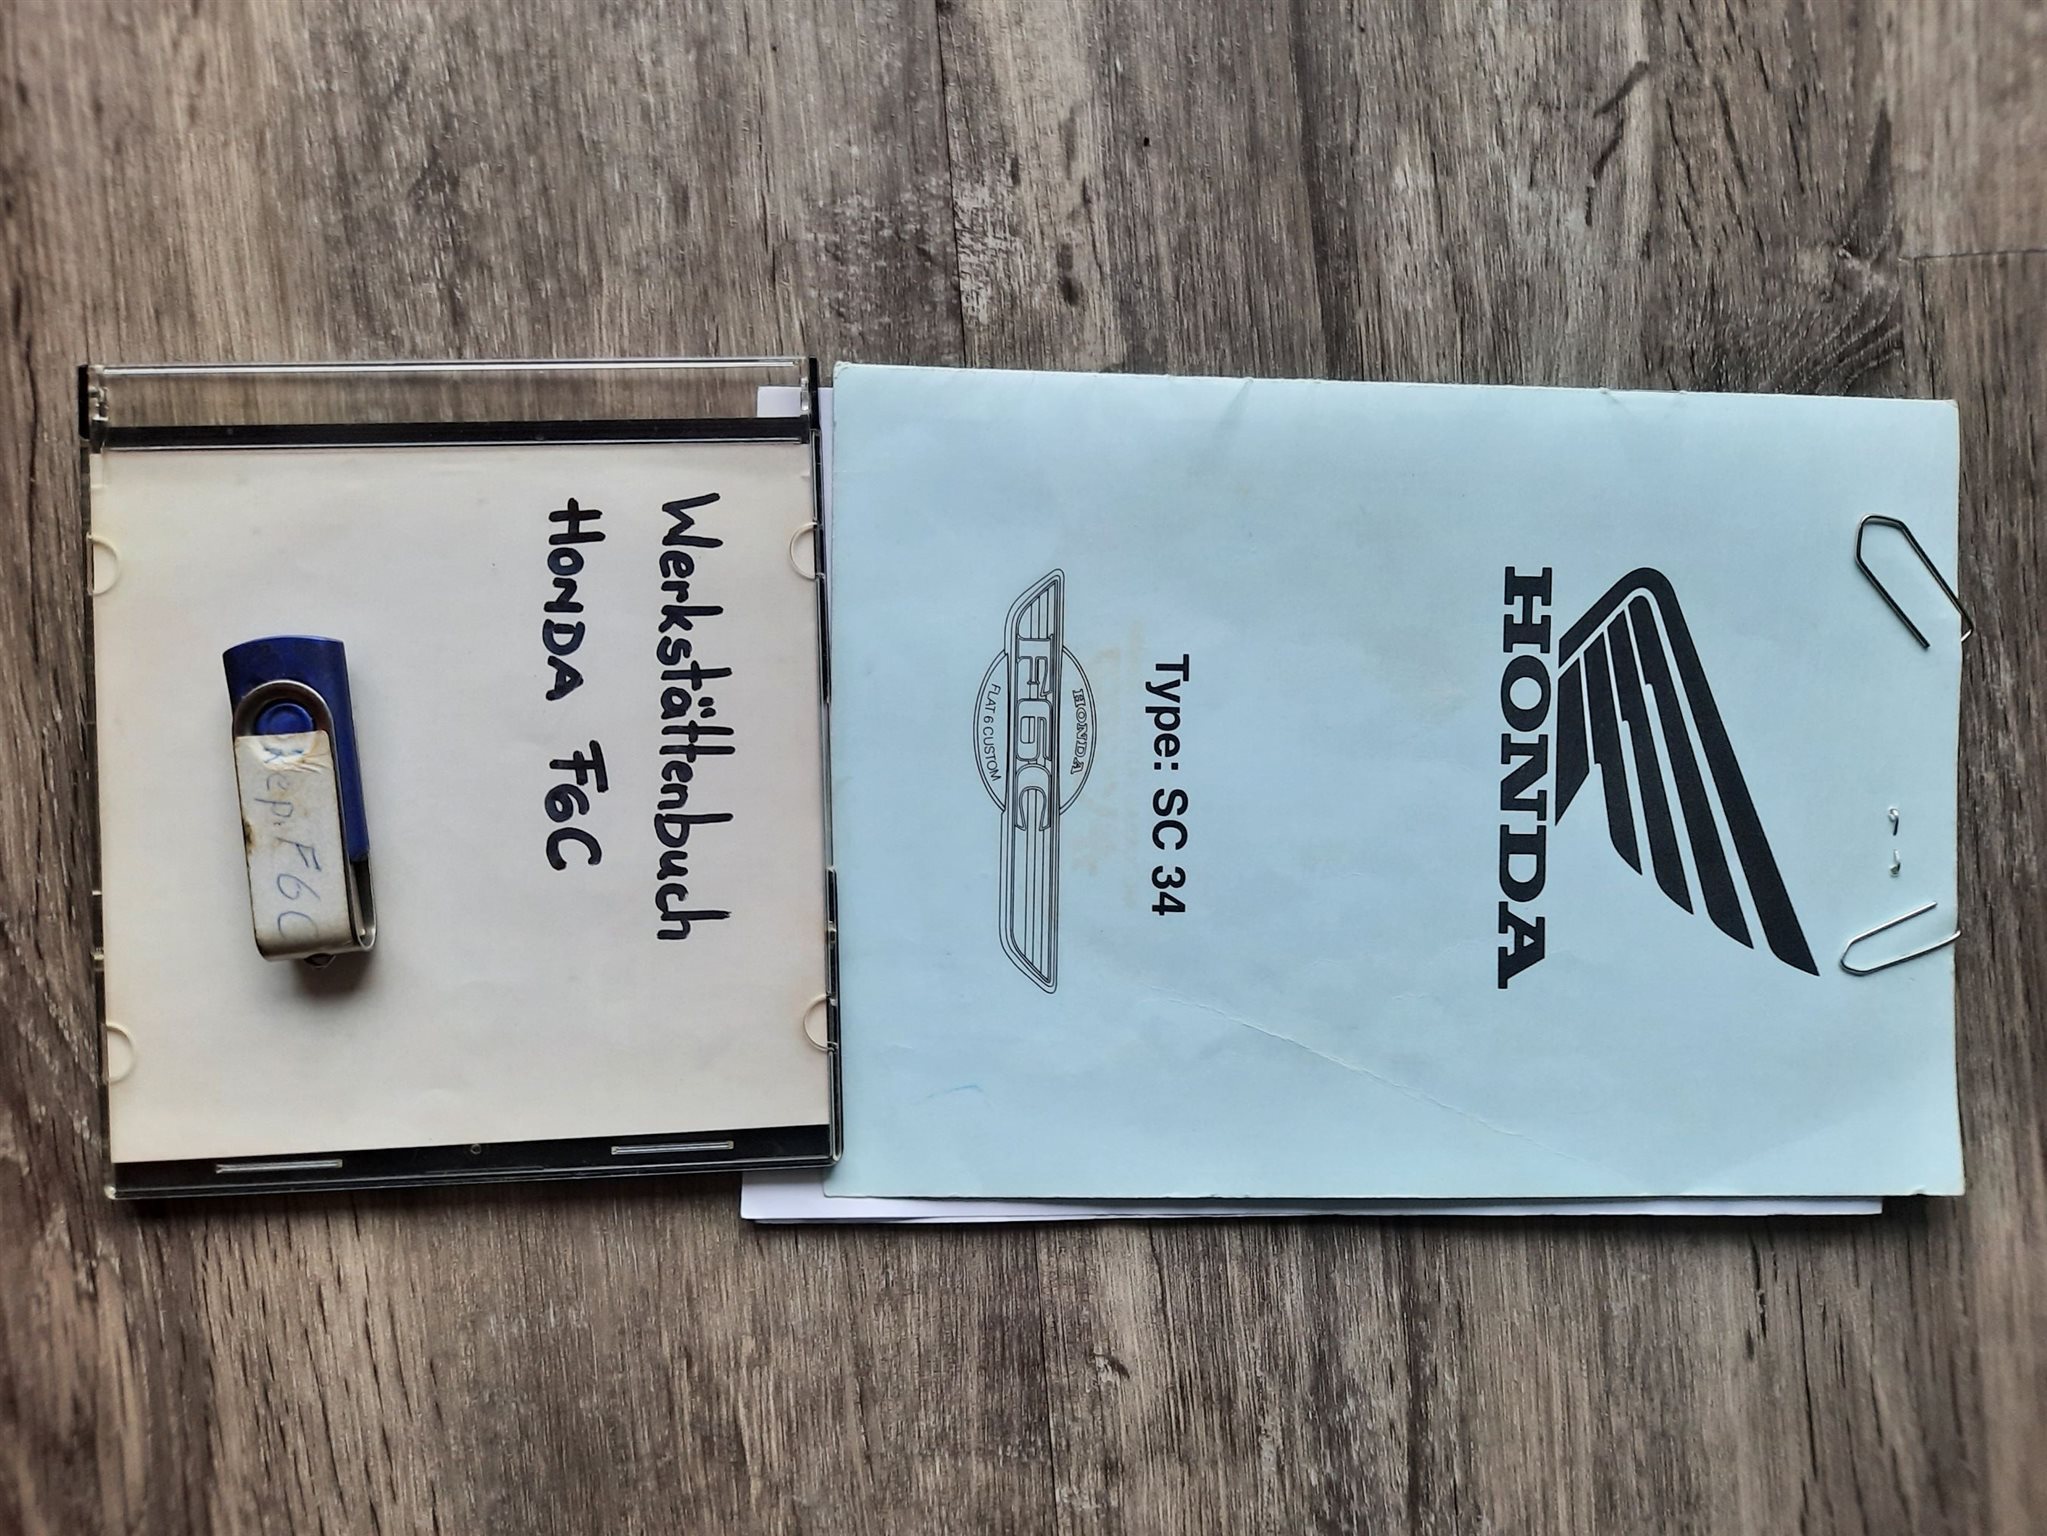 HONDA
Type: SC 34
HONDA
F6C
FLAT 6 CUSTOM
Werkstättenbuch
HONDA F6C
Rep. F6C